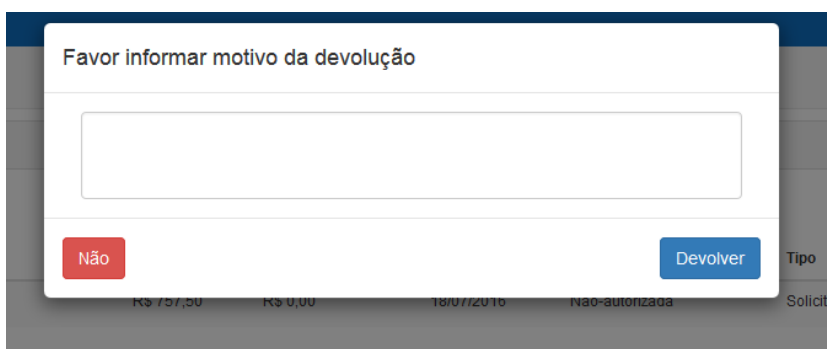 Favor informar motivo da devolução
Não
Devolver
Tipo
R$ 757,50 R$ 0,00 18/07/2016 Não-autorizada Solicit